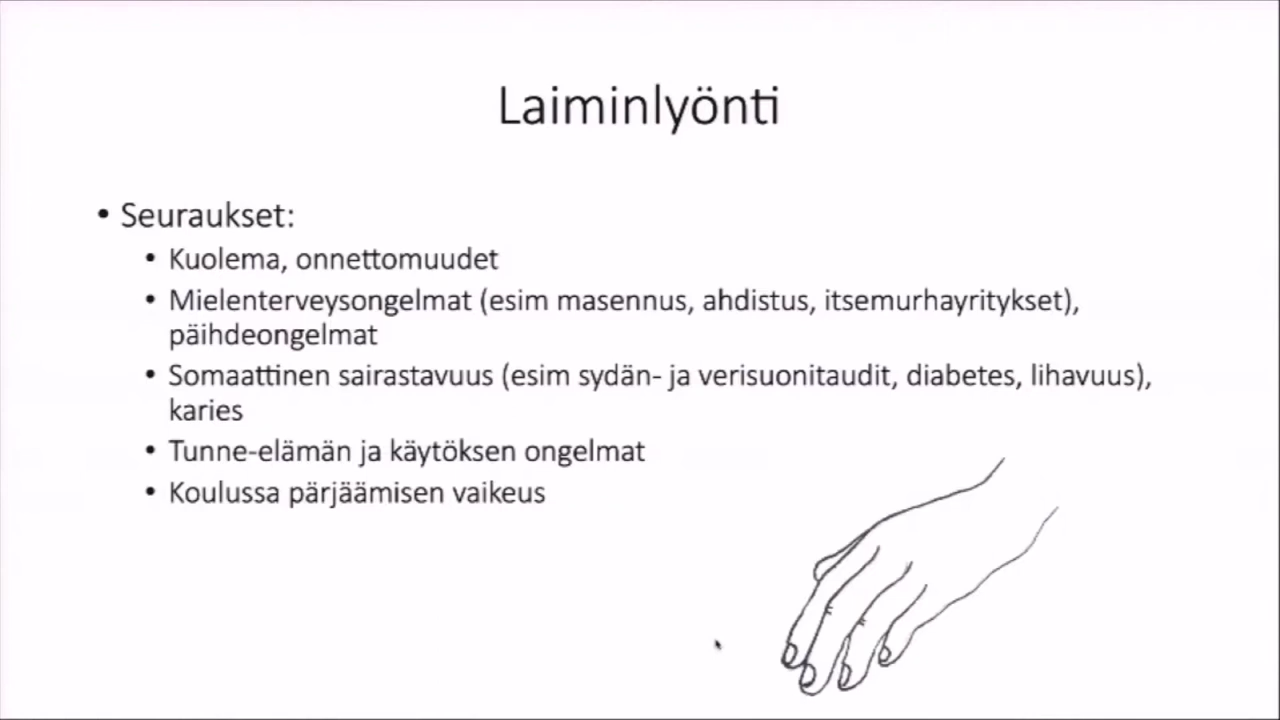 Laiminlyönti
• Seuraukset:
• Kuolema, onnettomuudet
• Mielenterveysongelmat (esim masennus, ahdistus, itsemurhayritykset),
päihdeongelmat
• Somaattinen sairastavuus (esim sydän- ja verisuonitaudit, diabetes, lihavuus),
karies
• Tunne-elämän ja käytöksen ongelmat
• Koulussa pärjäämisen vaikeus